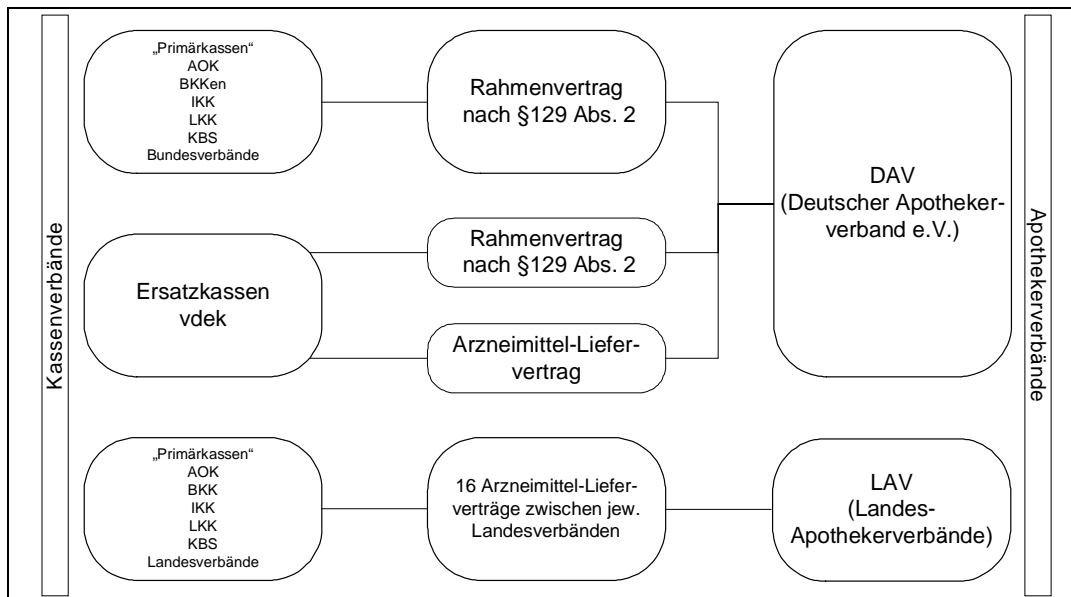 Kassenverbände
„Primärkassen“
AOK
BKKen
IKK
LKK
KBS
Bundesverbände
Rahmenvertrag
nach §129 Abs. 2
DAV
(Deutscher Apotheker-
verband e.V.)
Ersatzkassen
vdek
Rahmenvertrag
nach §129 Abs. 2
Arzneimittel-Liefer-
vertrag
„Primärkassen“
AOK
BKK
IKK
LKK
KBS
Landesverbände
16 Arzneimittel-Liefer-
verträge zwischen jew.
Landesverbänden
LAV
(Landes-
Apothekerverbände)
Apothekerverbände